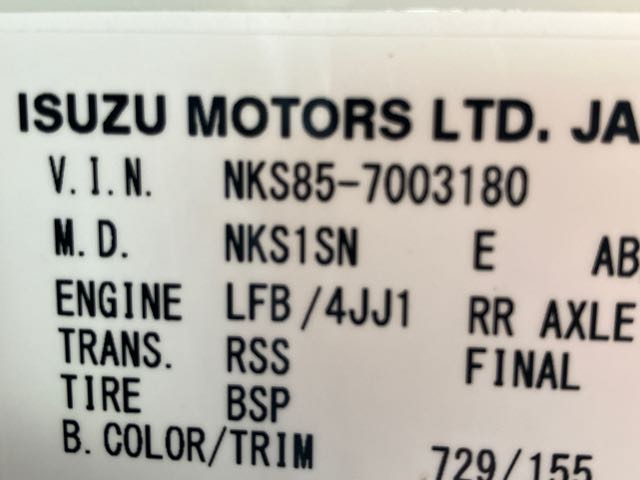 ISUZU MOTORS LTD. JA
V.I.N. NKS85-7003180
M.D. NKS1SN E AB
ENGINE LFB/4JJ1 RR AXLE
TRANS. RSS FINAL
TIRE BSP
B.COLOR/TRIM 729/155